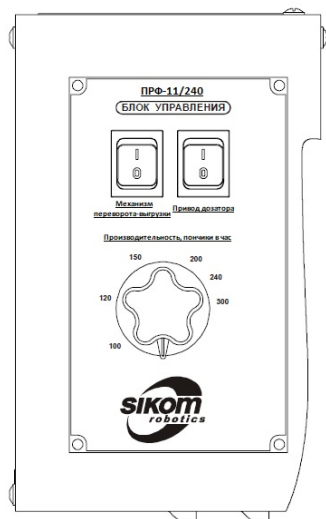 ПРФ-11/240
БЛОК УПРАВЛЕНИЯ
I I
0 0
Механизм
переворота-выгрузки
Привод дозатора
Производительность, пончики в час
150 200
240
120 300
100
SIKOM
robotics